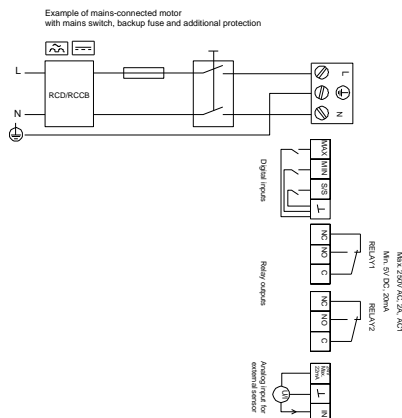 Example of mains-connected motor
with mains switch, backup fuse and additional protection
L
RCD/RCCB
N
L
N
MAX
MIN
S/S
Digital inputs
NC
NO
C
RELAY1
Relay outputs
NC
NO
C
RELAY2
Max. 250V AC, 2A, AC1
Min. 5V DC, 20mA
Max.
22mA
IN
U/I
Analog input for
external sensor